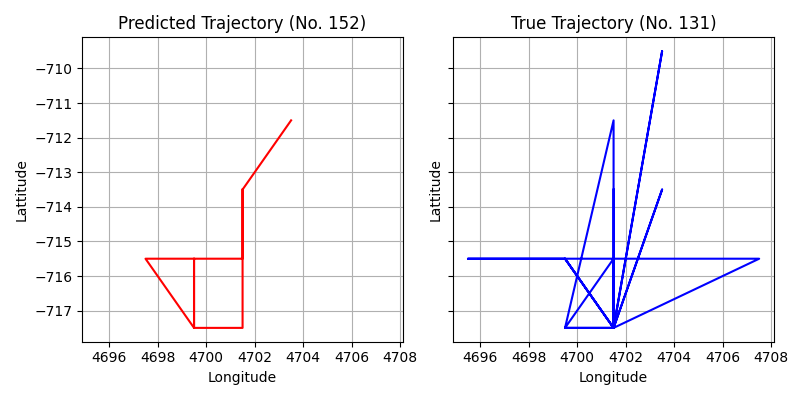 Predicted Trajectory (No. 152)
True Trajectory (No. 131)
−710
−711
−712
−713
−714
−715
−716
−717
Lattitude
Lattitude
4696 4698 4700 4702 4704 4706 4708
4696 4698 4700 4702 4704 4706 4708
Longitude
Longitude